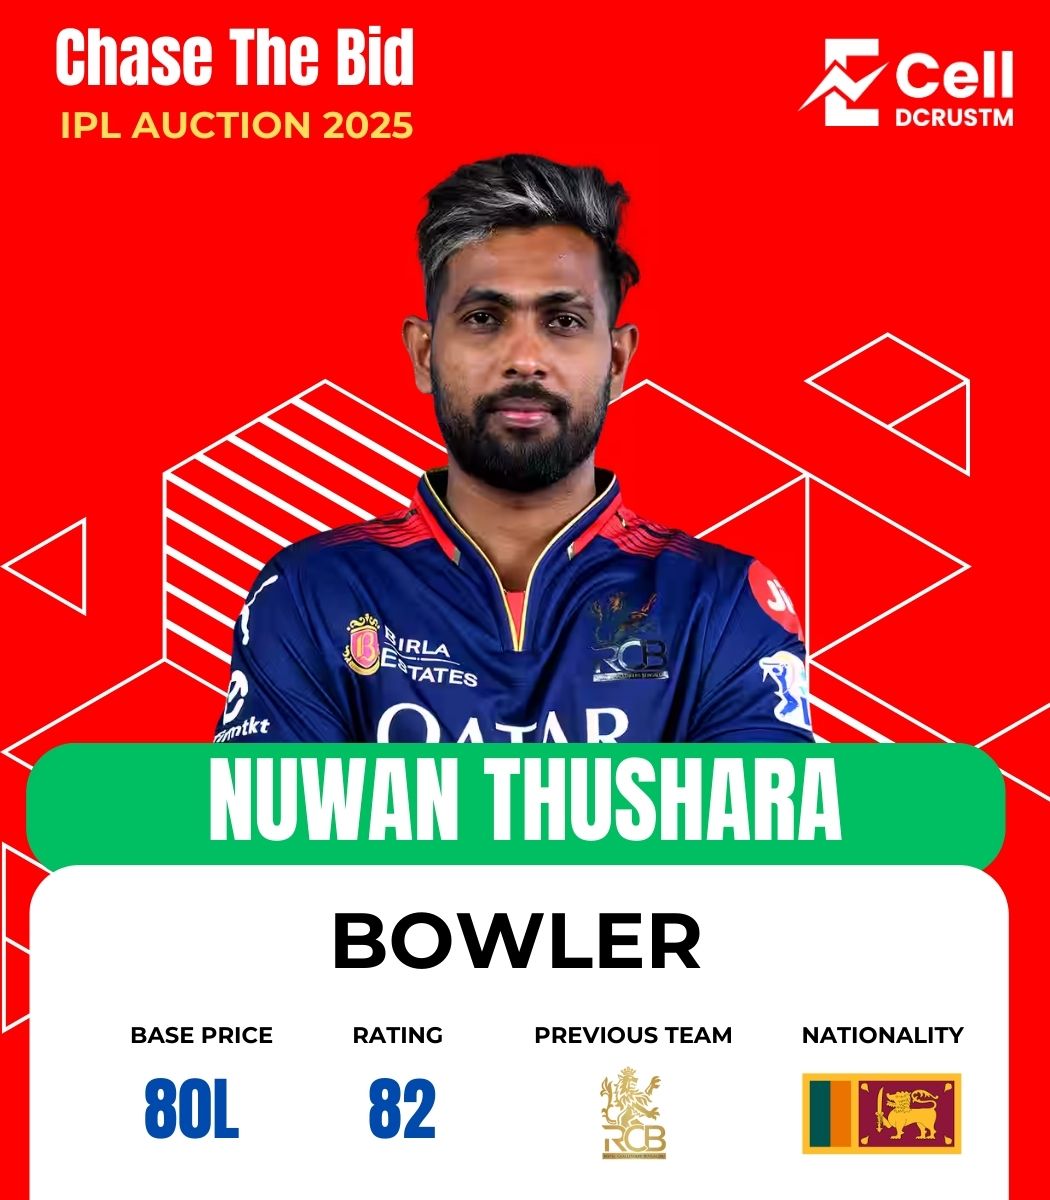 Chase The Bid
IPL AUCTION 2025
Cell
DCRUSTM
BIRLA
ESTATES
RCB
QATAR
NUWAN THUSHARA
BOWLER
BASE PRICE
RATING
PREVIOUS TEAM
NATIONALITY
80L
82
RCB